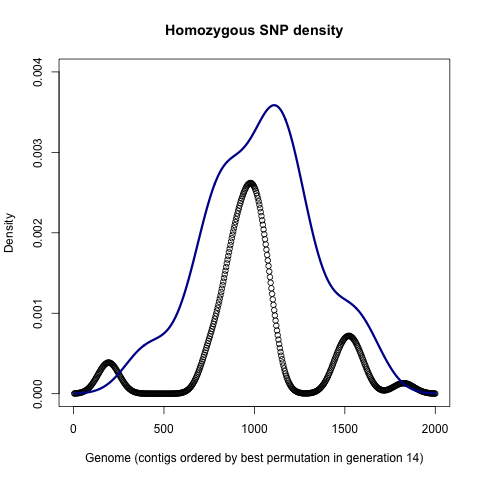 Homozygous SNP density
Density
0.004
0.003
0.002
0.001
0.000
0 500 1000 1500 2000
Genome (contigs ordered by best permutation in generation 14)